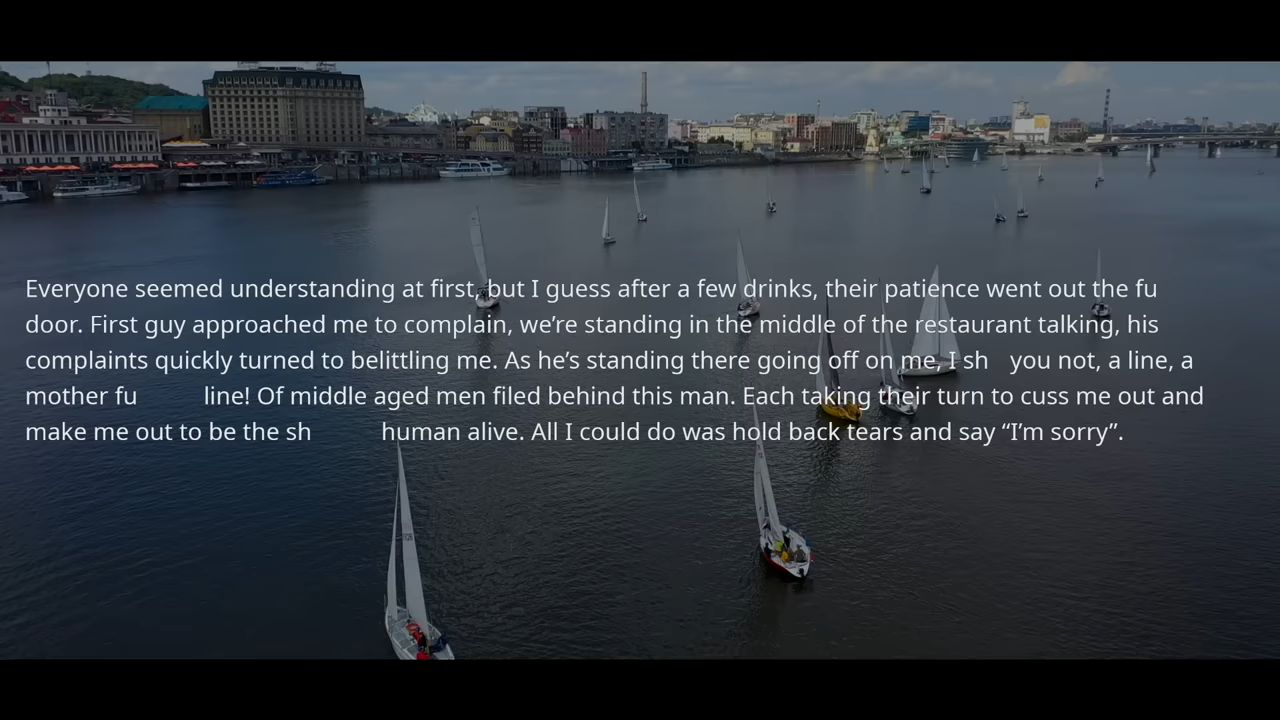 Everyone seemed understanding at first, but I guess after a few drinks, their patience went out the fu
door. First guy approached me to complain, we’re standing in the middle of the restaurant talking, his
complaints quickly turned to belittling me. As he’s standing there going off on me, I sh you not, a line, a
mother fu line! Of middle aged men filed behind this man. Each taking their turn to cuss me out and
make me out to be the sh human alive. All I could do was hold back tears and say “I’m sorry”.